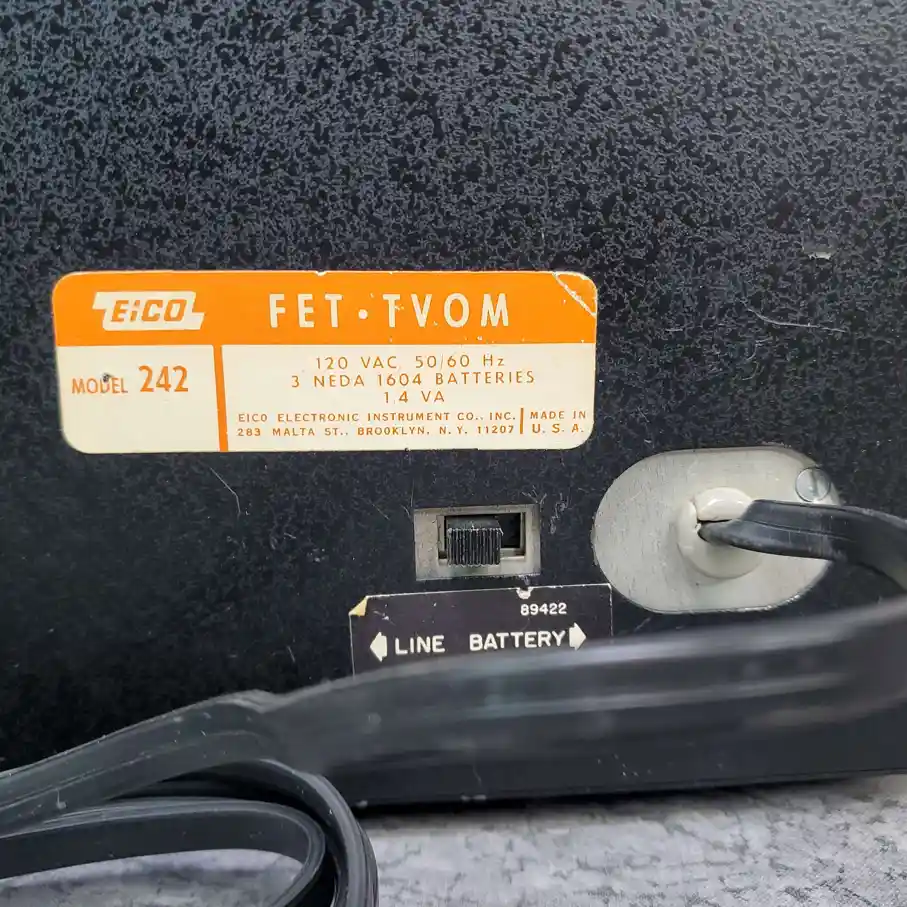 EICO FET • TVOM
MODEL 242
120 VAC 50/60 Hz
3 NEDA 1604 BATTERIES
1.4 VA
EICO ELECTRONIC INSTRUMENT CO., INC.
283 MALTA ST., BROOKLYN, N.Y. 11207
MADE IN
U. S. A.
89422
LINE BATTERY